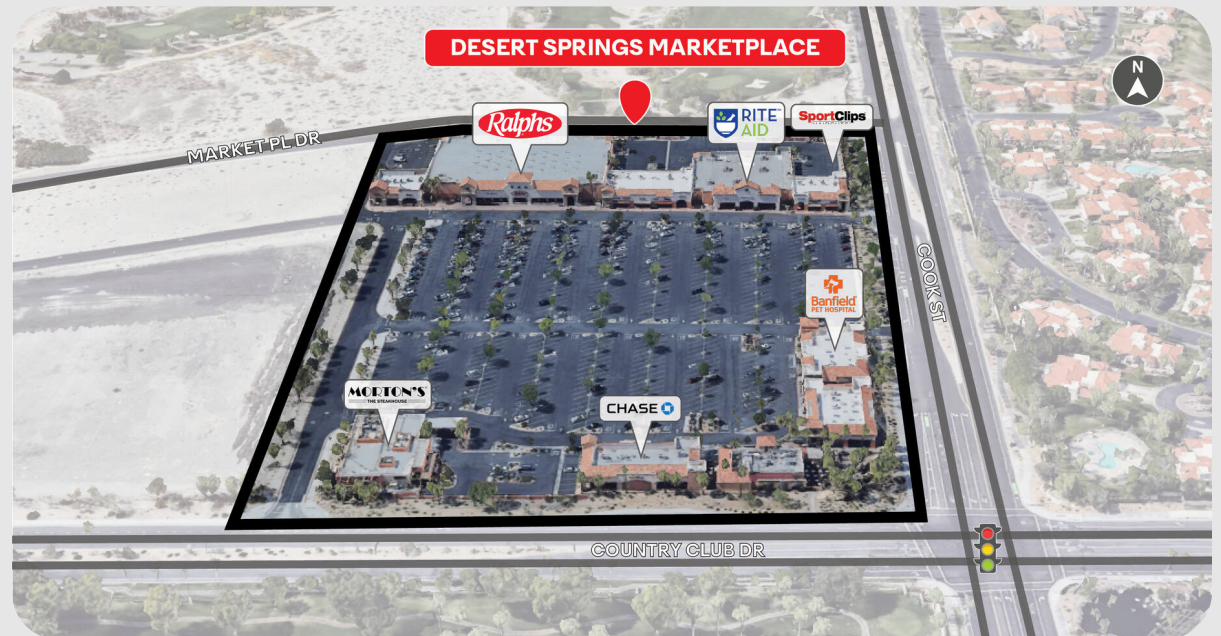 DESERT SPRINGS MARKETPLACE
N
MARKET PL DR
Ralphs
RITE
AID
SportClips
COOK ST
Banfield
PET HOSPITAL
MORTON'S
THE STEAKHOUSE
CHASE
COUNTRY CLUB DR